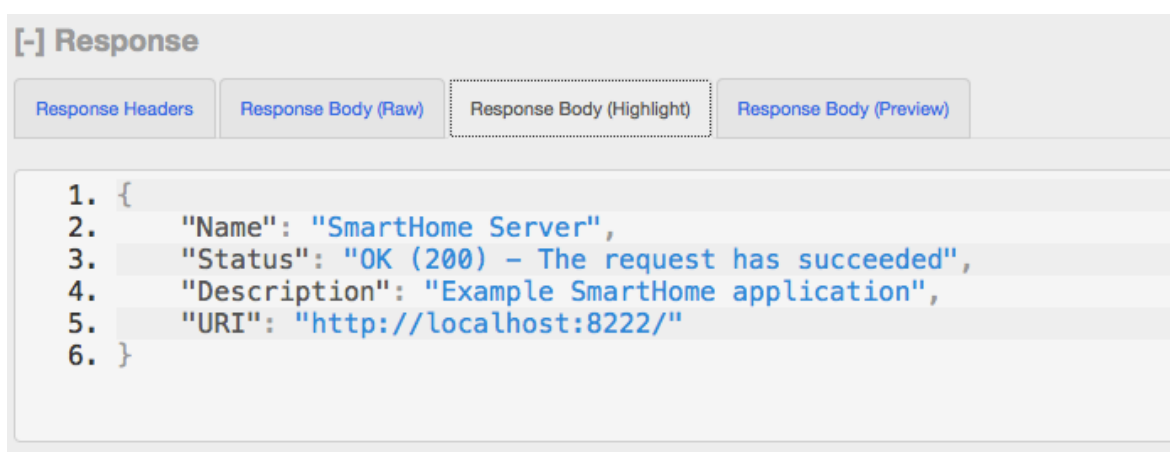 [-] Response
Response Headers Response Body (Raw) Response Body (Highlight) Response Body (Preview)
1. {
2. "Name": "SmartHome Server",
3. "Status": "OK (200) – The request has succeeded",
4. "Description": "Example SmartHome application",
5. "URI": "http://localhost:8222/"
6. }